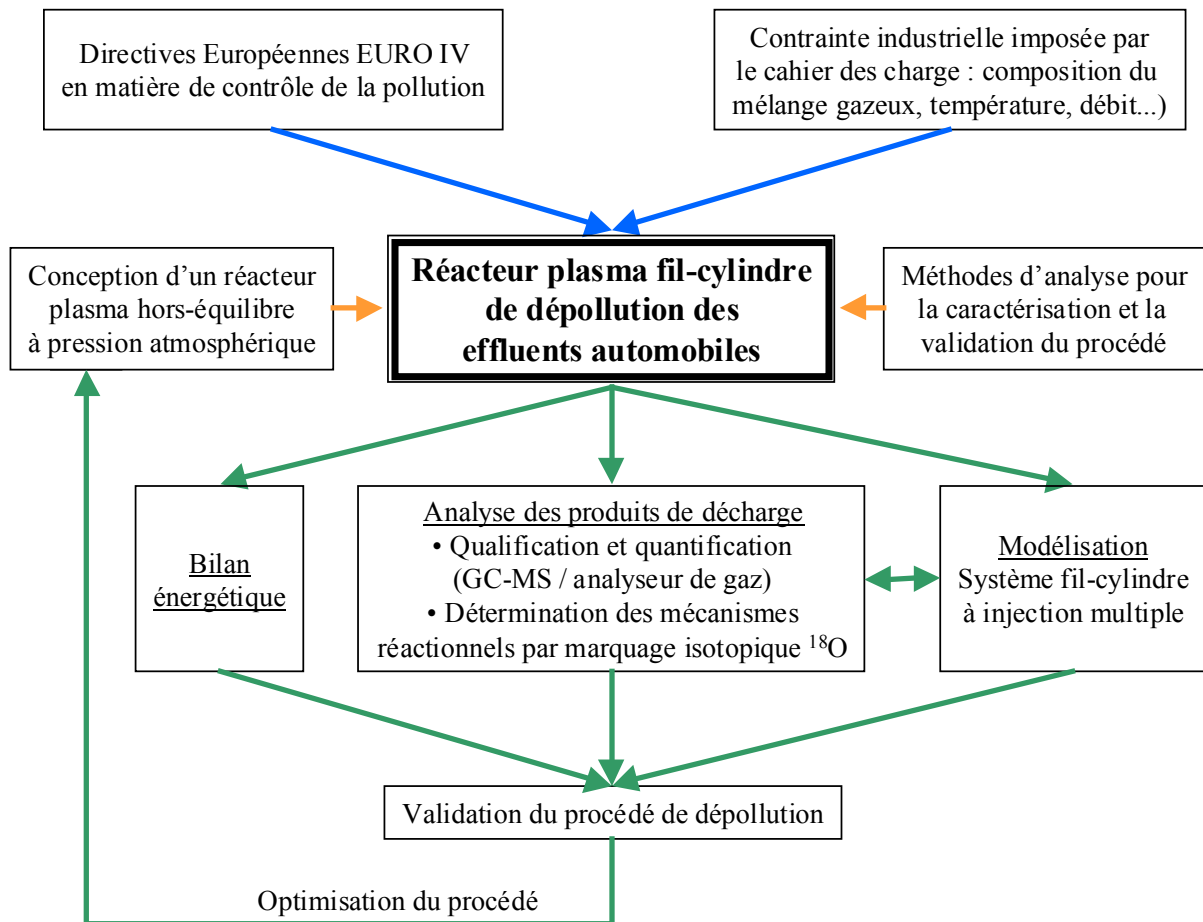 Directives Européennes EURO IV
en matière de contrôle de la pollution
Contrainte industrielle imposée par
le cahier des charge : composition du
mélange gazeux, température, débit...)
Conception d’un réacteur
plasma hors-équilibre
à pression atmosphérique
Réacteur plasma fil-cylindre
de dépollution des
effluents automobiles
Méthodes d’analyse pour
la caractérisation et la
validation du procédé
Bilan
énergétique
Analyse des produits de décharge
• Qualification et quantification
(GC-MS / analyseur de gaz)
• Détermination des mécanismes
réactionnels par marquage isotopique ¹⁸O
Modélisation
Système fil-cylindre
à injection multiple
Validation du procédé de dépollution
Optimisation du procédé